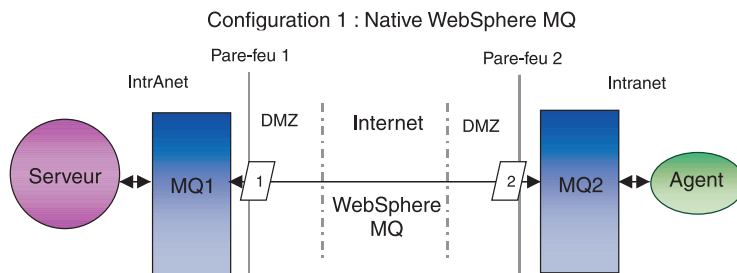 Configuration 1 : Native WebSphere MQ
Pare-feu 1
Pare-feu 2
IntrAnet
Intranet
DMZ
Internet
DMZ
Serveur
MQ1
1
2
MQ2
Agent
WebSphere
MQ